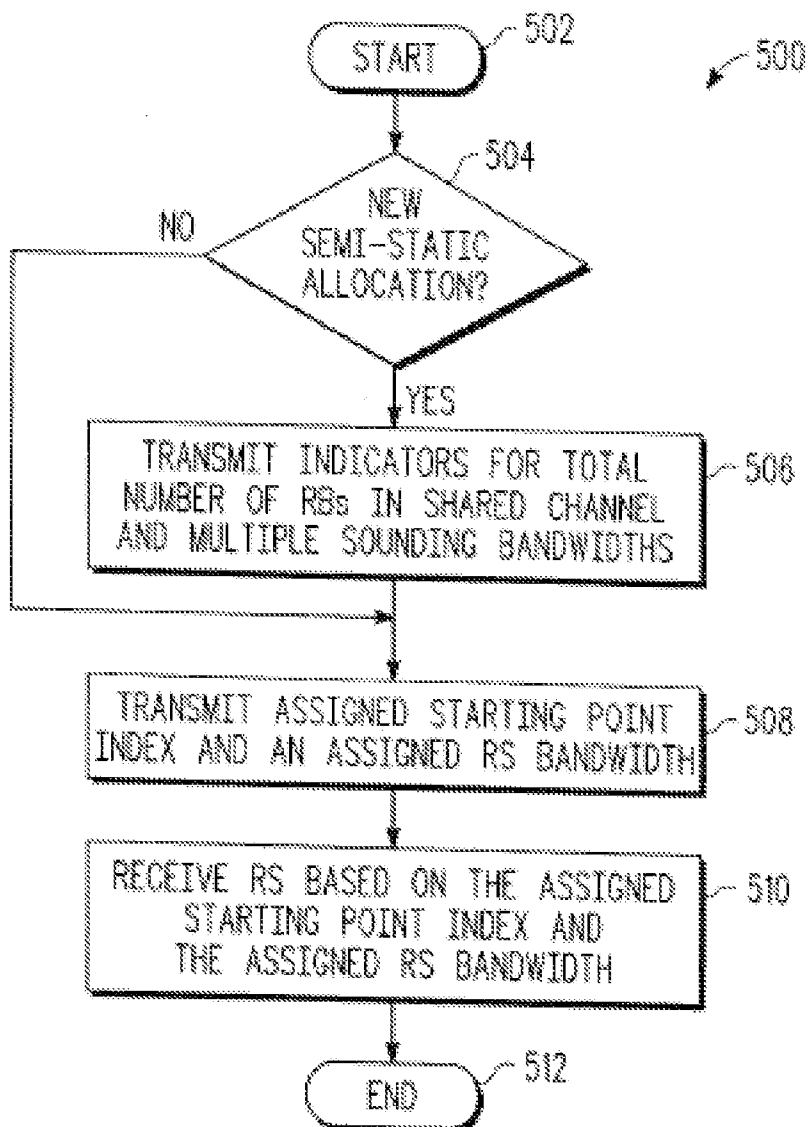 START
502
500
504
NEW
SEMI-STATIC
ALLOCATION?
NO
YES
TRANSMIT INDICATORS FOR TOTAL
NUMBER OF RBs IN SHARED CHANNEL
AND MULTIPLE SOUNDING BANDWIDTHS
506
TRANSMIT ASSIGNED STARTING POINT
INDEX AND AN ASSIGNED RS BANDWIDTH
508
RECEIVE RS BASED ON THE ASSIGNED
STARTING POINT INDEX AND
THE ASSIGNED RS BANDWIDTH
510
END
512